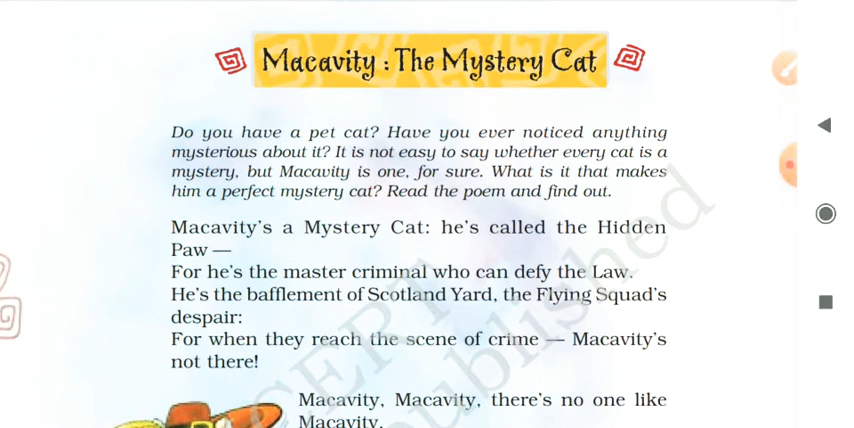 Macavity : The Mystery Cat
Do you have a pet cat? Have you ever noticed anything
mysterious about it? It is not easy to say whether every cat is a
mystery, but Macavity is one, for sure. What is it that makes
him a perfect mystery cat? Read the poem and find out.
Macavity's a Mystery Cat: he's called the Hidden
Paw —
For he's the master criminal who can defy the Law.
He's the bafflement of Scotland Yard, the Flying Squad's
despair:
For when they reach the scene of crime — Macavity's
not there!
Macavity, Macavity, there's no one like
Macavity,
CERT
published